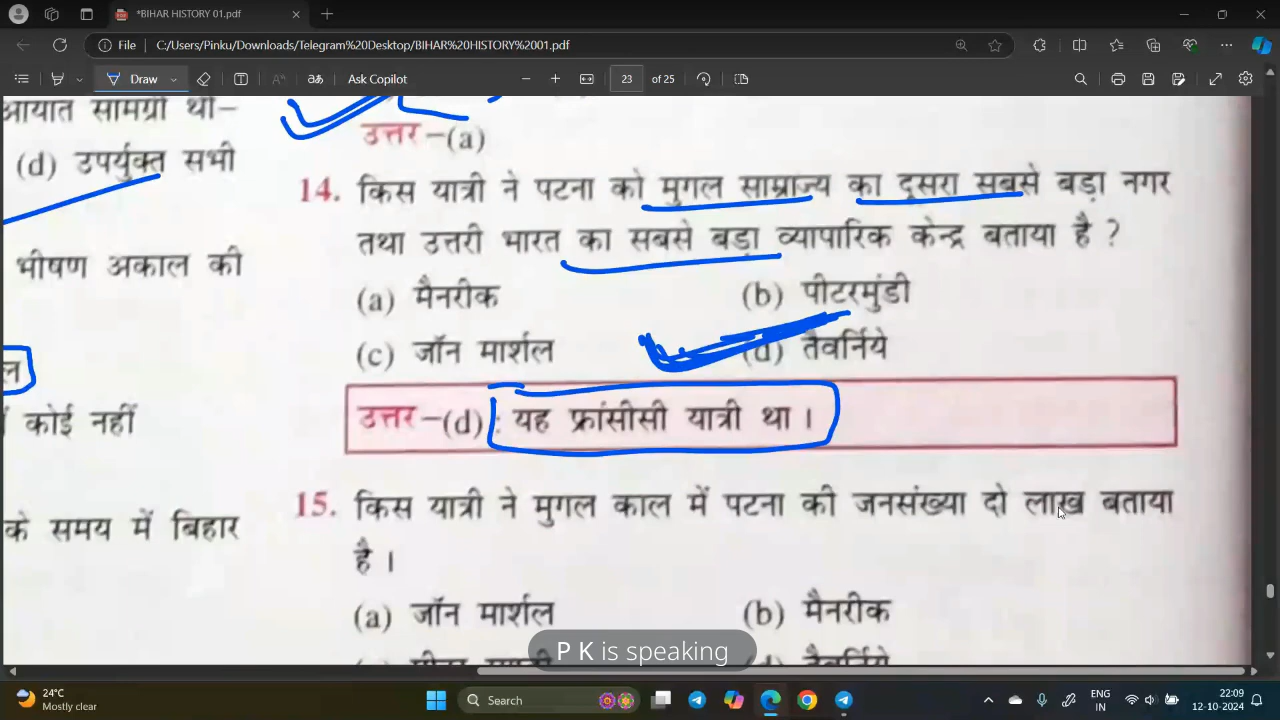 *BIHAR HISTORY 01.pdf
File
C:/Users/Pinku/Downloads/Telegram%20Desktop/BIHAR%20HISTORY%2001.pdf
Draw
Ask Copilot
23 of 25
आयात सामग्री थी–
(d) उपर्युक्त सभी
भीषण अकाल की
ल
कोई नहीं
के समय में बिहार
उत्तर–(a)
14. किस यात्री ने पटना को मुगल साम्राज्य का दूसरा सबसे बड़ा नगर
तथा उत्तरी भारत का सबसे बड़ा व्यापारिक केन्द्र बताया है ?
(a) मैनरीक (b) पीटरमुंडी
(c) जॉन मार्शल (d) तैवर्निये
उत्तर–(d) : यह फ्रांसीसी यात्री था ।
15. किस यात्री ने मुगल काल में पटना की जनसंख्या दो लाख बताया
है ।
(a) जॉन मार्शल (b) मैनरीक
(d) तैवर्निये
P K is speaking
24°C
Mostly clear
Search
ENG
IN
22:09
12-10-2024